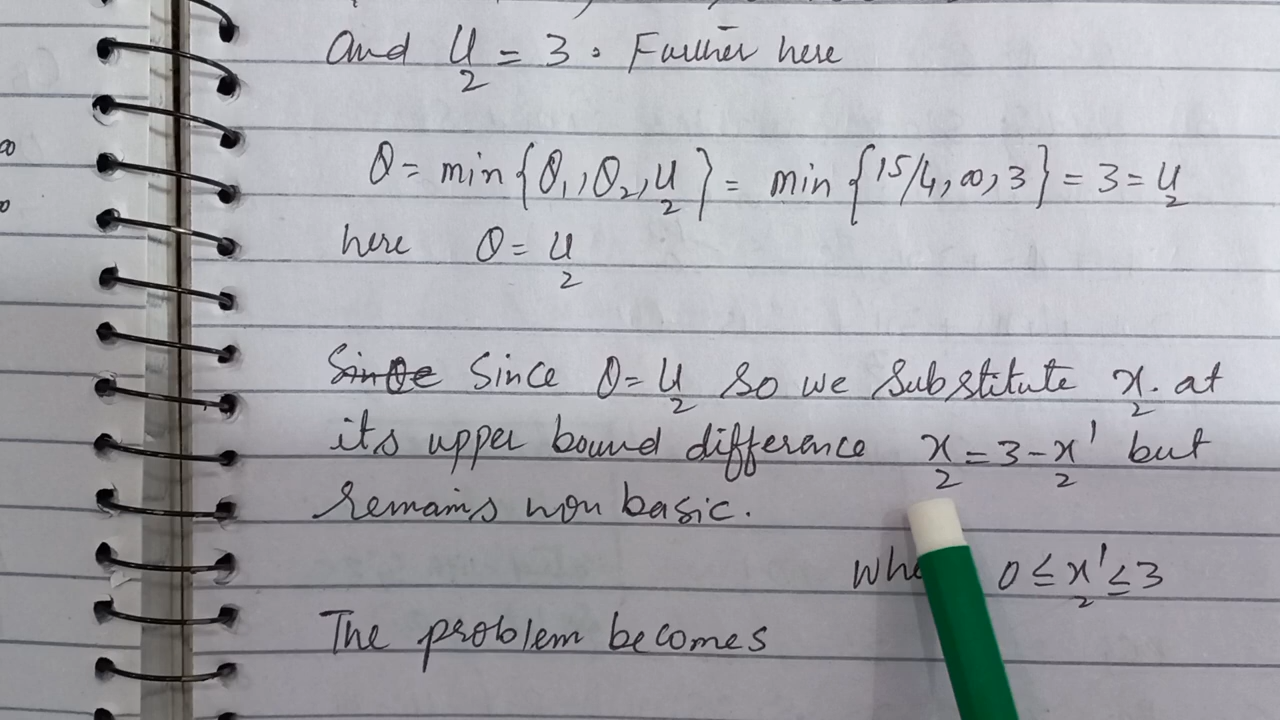 And u₂ = 3. Further here
θ = min {θ₁, θ₂, u₂} = min {15/4, ∞, 3} = 3 = u₂
here θ = u₂
Since θ = u₂ so we substitute x₂ at
its upper bound difference x₂ = 3 - x₂' but
remains non basic.
0 ≤ x₂' ≤ 3
The problem becomes